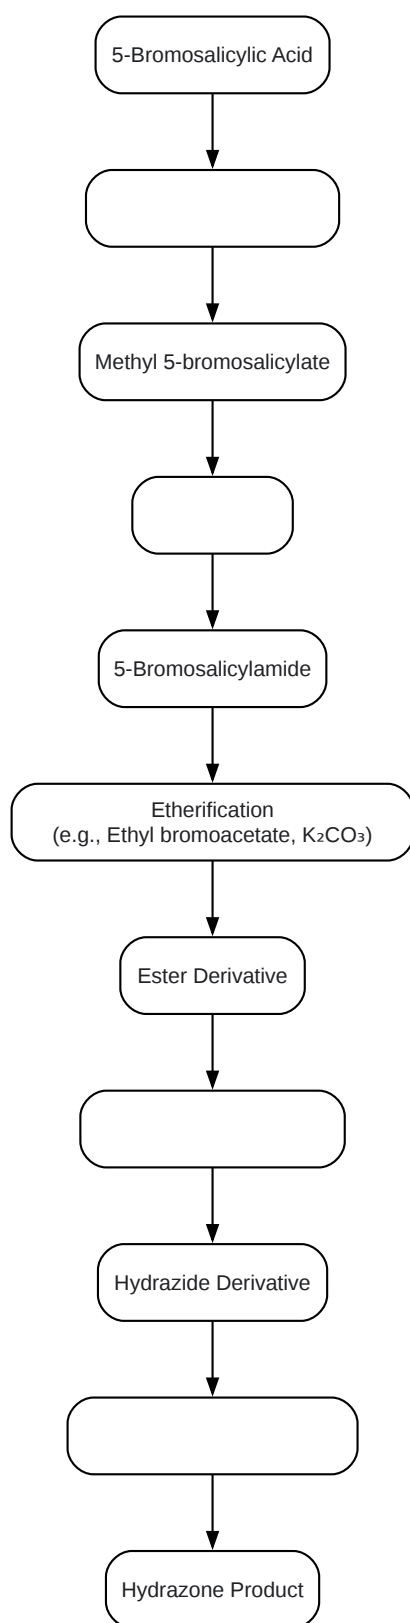 5-Bromosalicylic Acid
Methyl 5-bromosalicylate
5-Bromosalicylamide
Etherification
(e.g., Ethyl bromoacetate, K₂CO₃)
Ester Derivative
Hydrazide Derivative
Hydrazone Product